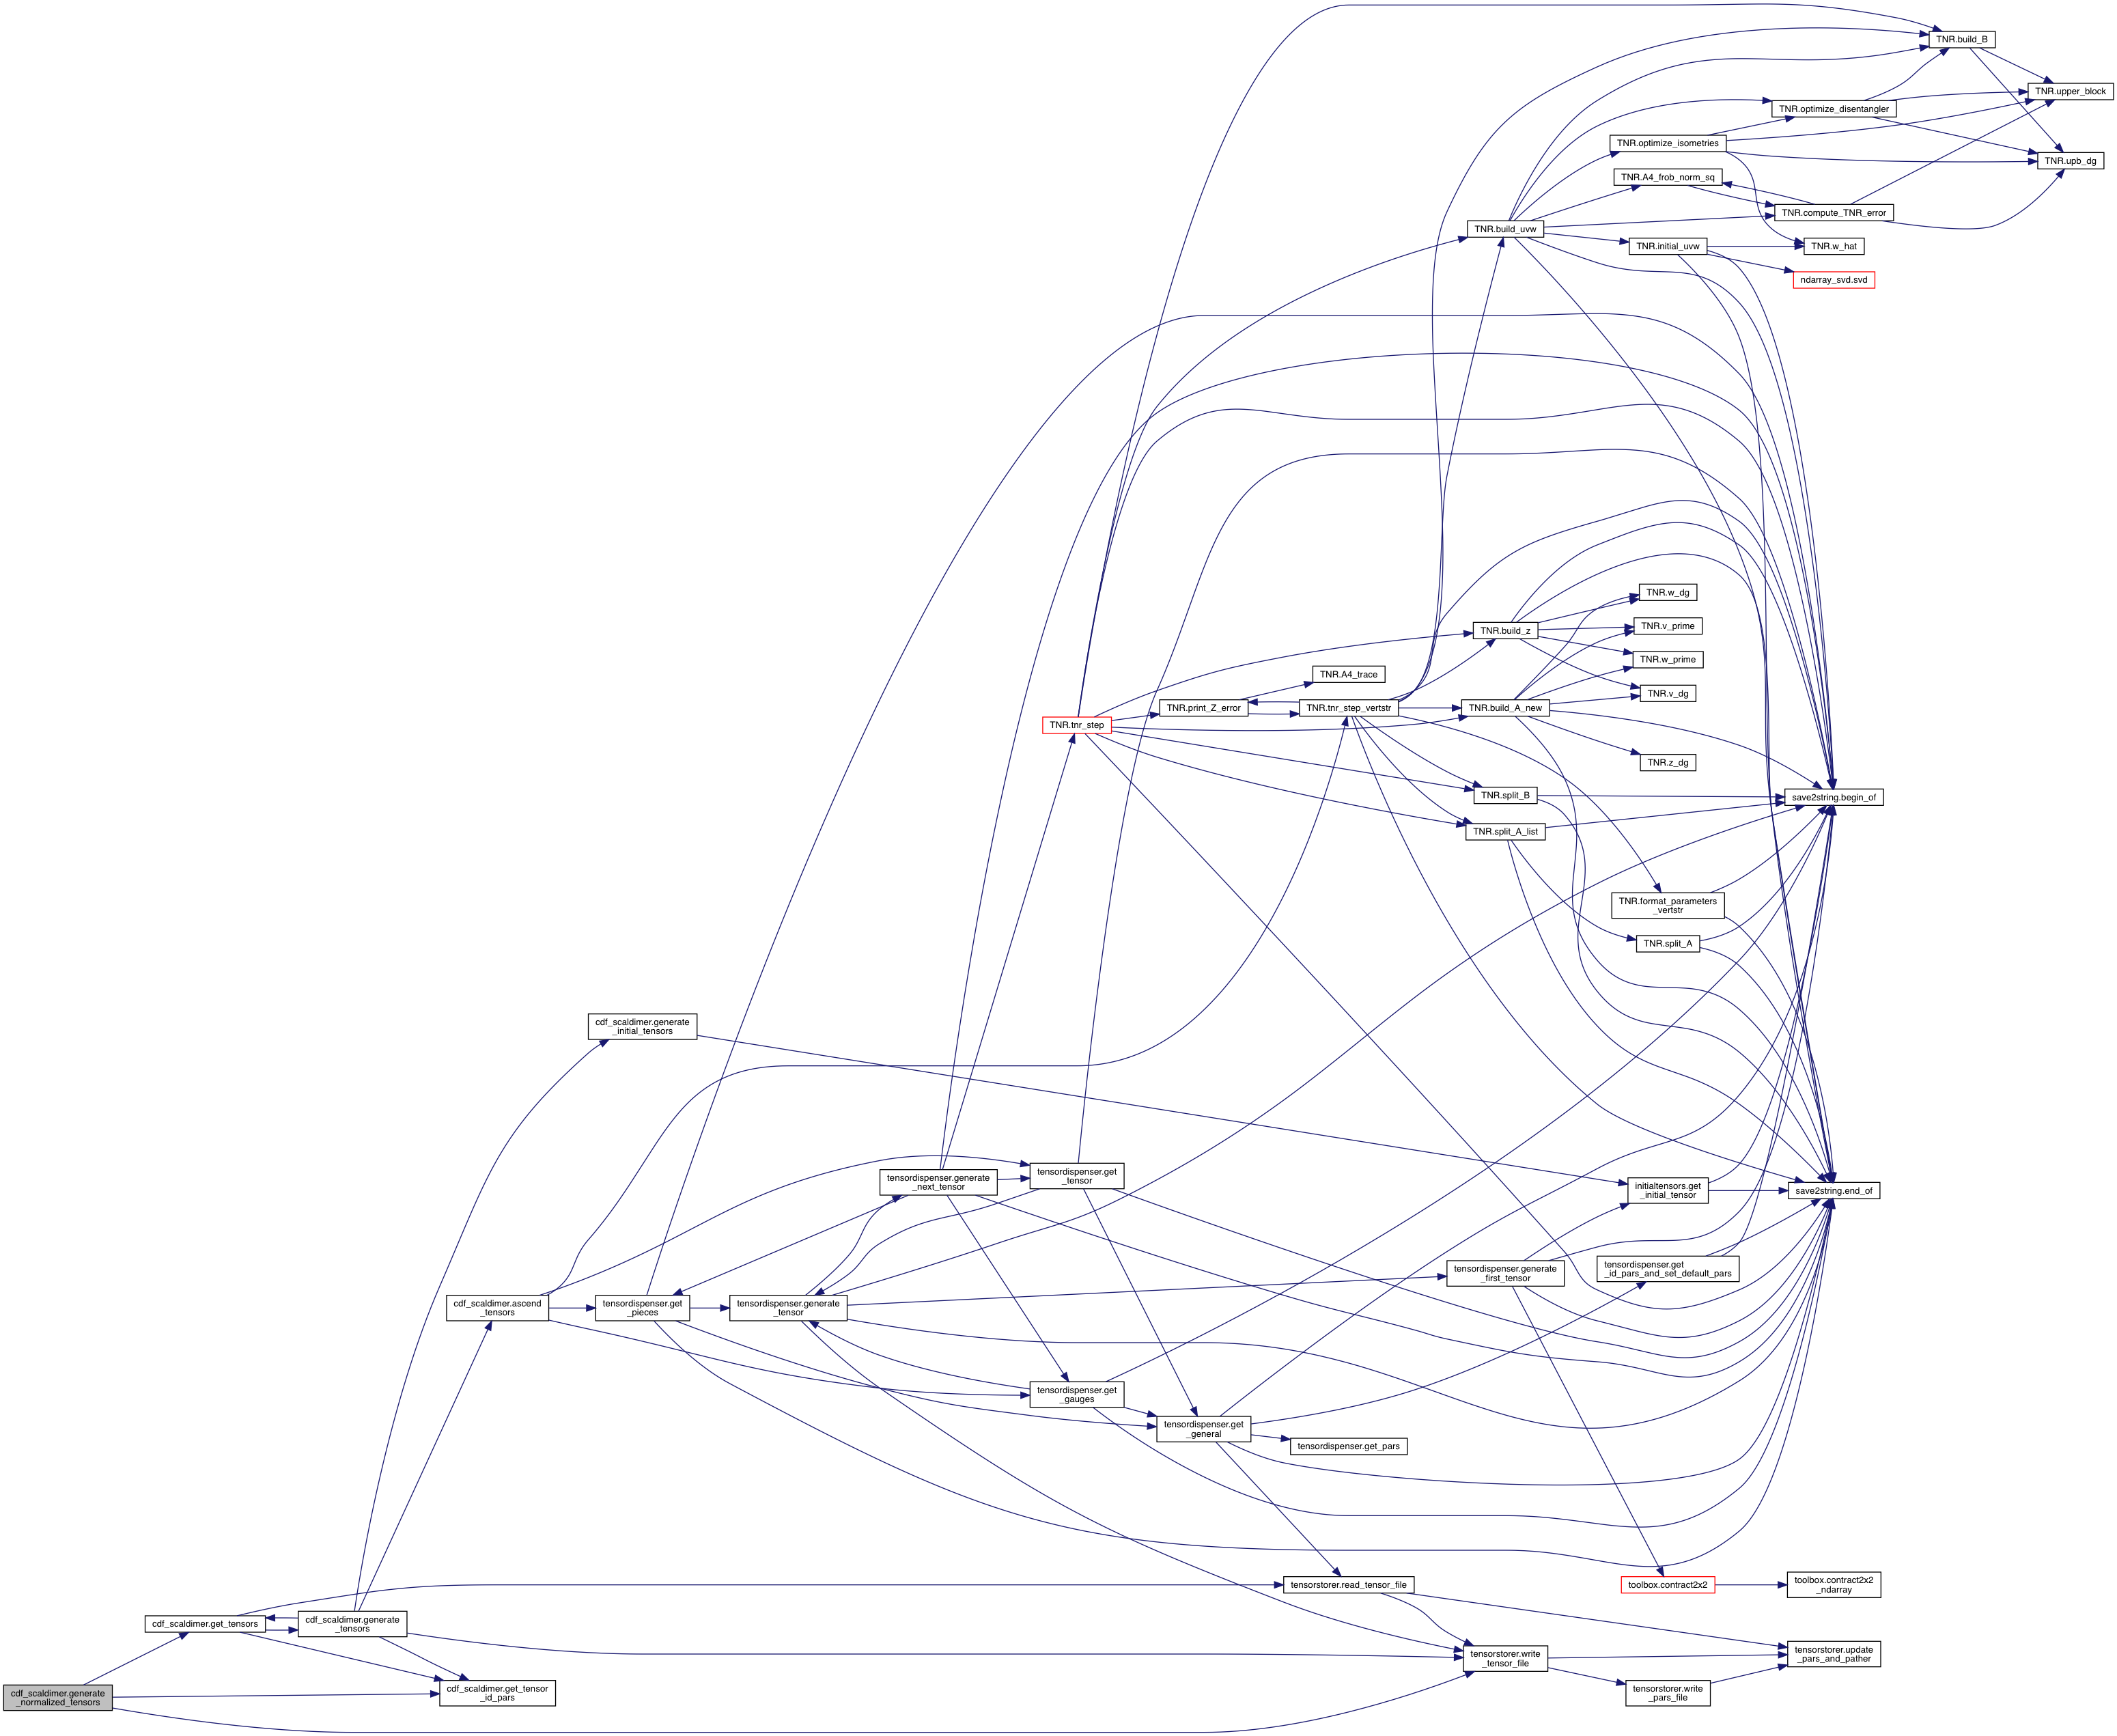 TNR.build_B
TNR.upper_block
TNR.optimize_disentangler
TNR.optimize_isometries
TNR.upb_dg
TNR.A4_frob_norm_sq
TNR.compute_TNR_error
TNR.build_uvw
TNR.initial_uvw
TNR.w_hat
ndarray_svd.svd
TNR.w_dg
TNR.v_prime
TNR.build_z
TNR.w_prime
TNR.A4_trace
TNR.v_dg
TNR.print_Z_error
TNR.tnr_step_vertstr
TNR.build_A_new
TNR.tnr_step
TNR.z_dg
TNR.split_B
save2string.begin_of
TNR.split_A_list
TNR.format_parameters
_vertstr
TNR.split_A
cdf_scaldimer.generate
_initial_tensors
tensordispenser.get
_tensor
tensordispenser.generate
_next_tensor
initialtensors.get
_initial_tensor
save2string.end_of
tensordispenser.get
_id_pars_and_set_default_pars
tensordispenser.generate
_first_tensor
cdf_scaldimer.ascend
_tensors
tensordispenser.get
_pieces
tensordispenser.generate
_tensor
tensordispenser.get
_gauges
tensordispenser.get
_general
tensordispenser.get_pars
tensorstorer.read_tensor_file
toolbox.contract2x2
toolbox.contract2x2
_ndarray
cdf_scaldimer.get_tensors
cdf_scaldimer.generate
_tensors
tensorstorer.write
_tensor_file
tensorstorer.update
_pars_and_pather
cdf_scaldimer.generate
_normalized_tensors
cdf_scaldimer.get_tensor
_id_pars
tensorstorer.write
_pars_file